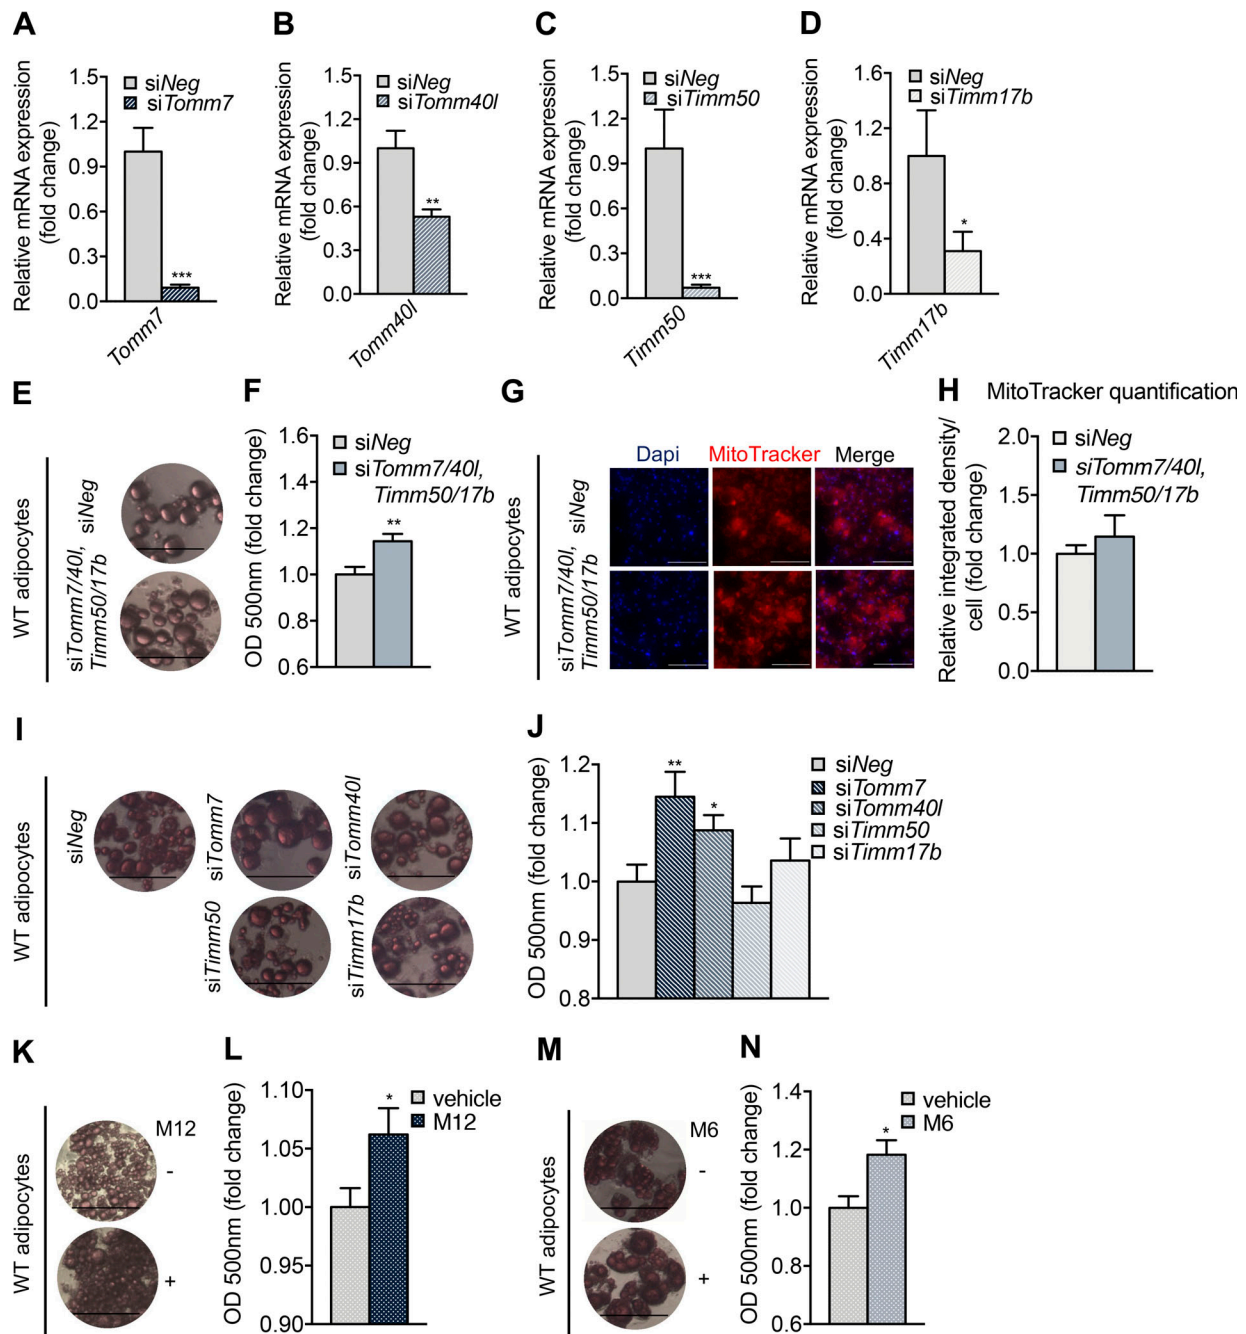 A
Relative mRNA expression
(fold change)
1.5
1.2
0.9
0.6
0.3
0.0
siNeg
siTomm7
***
Tomm7
B
Relative mRNA expression
(fold change)
1.5
1.2
0.9
0.6
0.3
0.0
siNeg
siTomm40l
**
Tomm40l
C
Relative mRNA expression
(fold change)
1.5
1.2
0.9
0.6
0.3
0.0
siNeg
siTimm50
***
Timm50
D
Relative mRNA expression
(fold change)
1.6
1.2
0.8
0.4
0.0
siNeg
siTimm17b
*
Timm17b
E
WT adipocytes
siNeg
siTomm7/40l,
Timm50/17b
F
OD 500nm (fold change)
1.6
1.4
1.2
1.0
0.8
0.6
siNeg
siTomm7/40l,
Timm50/17b
**
G
WT adipocytes
Dapi
MitoTracker
Merge
siNeg
siTomm7/40l,
Timm50/17b
H
MitoTracker quantification
Relative integrated density/
cell (fold change)
2.0
1.5
1.0
0.5
0.0
siNeg
siTomm7/40l,
Timm50/17b
I
WT adipocytes
siNeg
siTomm7
siTomm40l
siTimm50
siTimm17b
J
OD 500nm (fold change)
1.2
1.1
1.0
0.9
0.8
**
*
siNeg
siTomm7
siTomm40l
siTimm50
siTimm17b
K
WT adipocytes
M12
-
+
L
OD 500nm (fold change)
1.10
1.05
1.00
0.95
0.90
*
vehicle
M12
M
WT adipocytes
M6
-
+
N
OD 500nm (fold change)
1.4
1.2
1.0
0.8
0.6
*
vehicle
M6